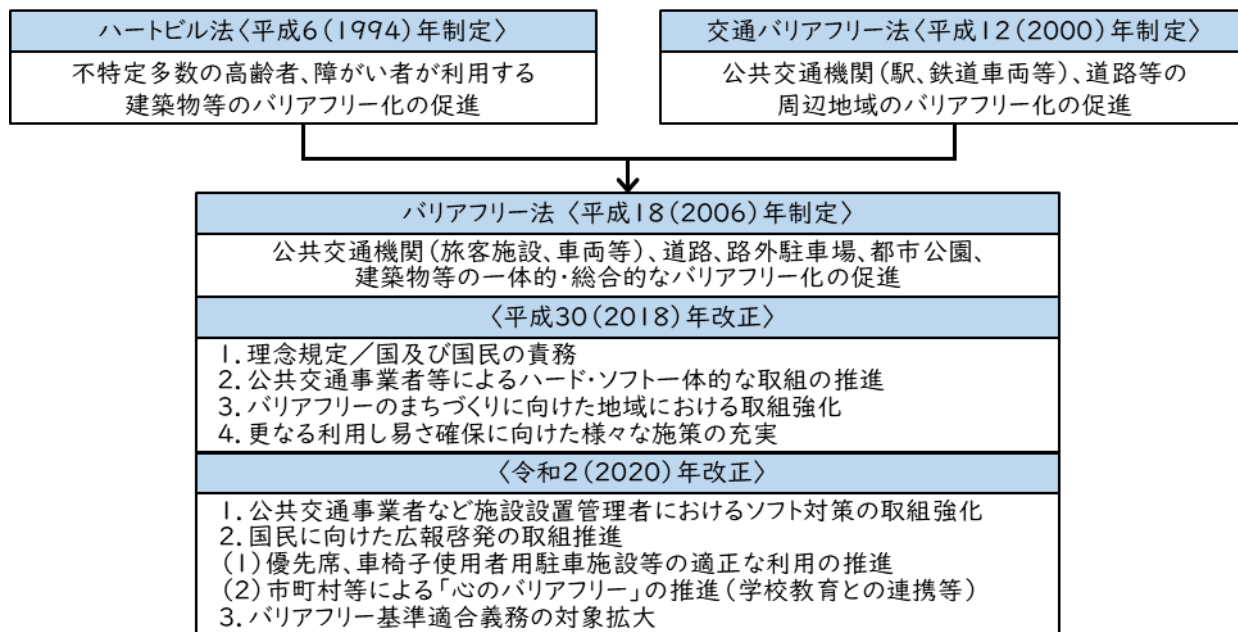 ハートビル法〈平成6(1994)年制定〉
不特定多数の高齢者、障がい者が利用する
建築物等のバリアフリー化の促進
交通バリアフリー法〈平成12(2000)年制定〉
公共交通機関(駅、鉄道車両等)、道路等の
周辺地域のバリアフリー化の促進
バリアフリー法〈平成18(2006)年制定〉
公共交通機関(旅客施設、車両等)、道路、路外駐車場、都市公園、
建築物等の一体的・総合的なバリアフリー化の促進
〈平成30(2018)年改正〉
1.理念規定/国及び国民の責務
2.公共交通事業者等によるハード・ソフト一体的な取組の推進
3.バリアフリーのまちづくりに向けた地域における取組強化
4.更なる利用し易さ確保に向けた様々な施策の充実
〈令和2(2020)年改正〉
1.公共交通事業者など施設設置管理者におけるソフト対策の取組強化
2.国民に向けた広報啓発の取組推進
(1)優先席、車椅子使用者用駐車施設等の適正な利用の推進
(2)市町村等による「心のバリアフリー」の推進(学校教育との連携等)
3.バリアフリー基準適合義務の対象拡大